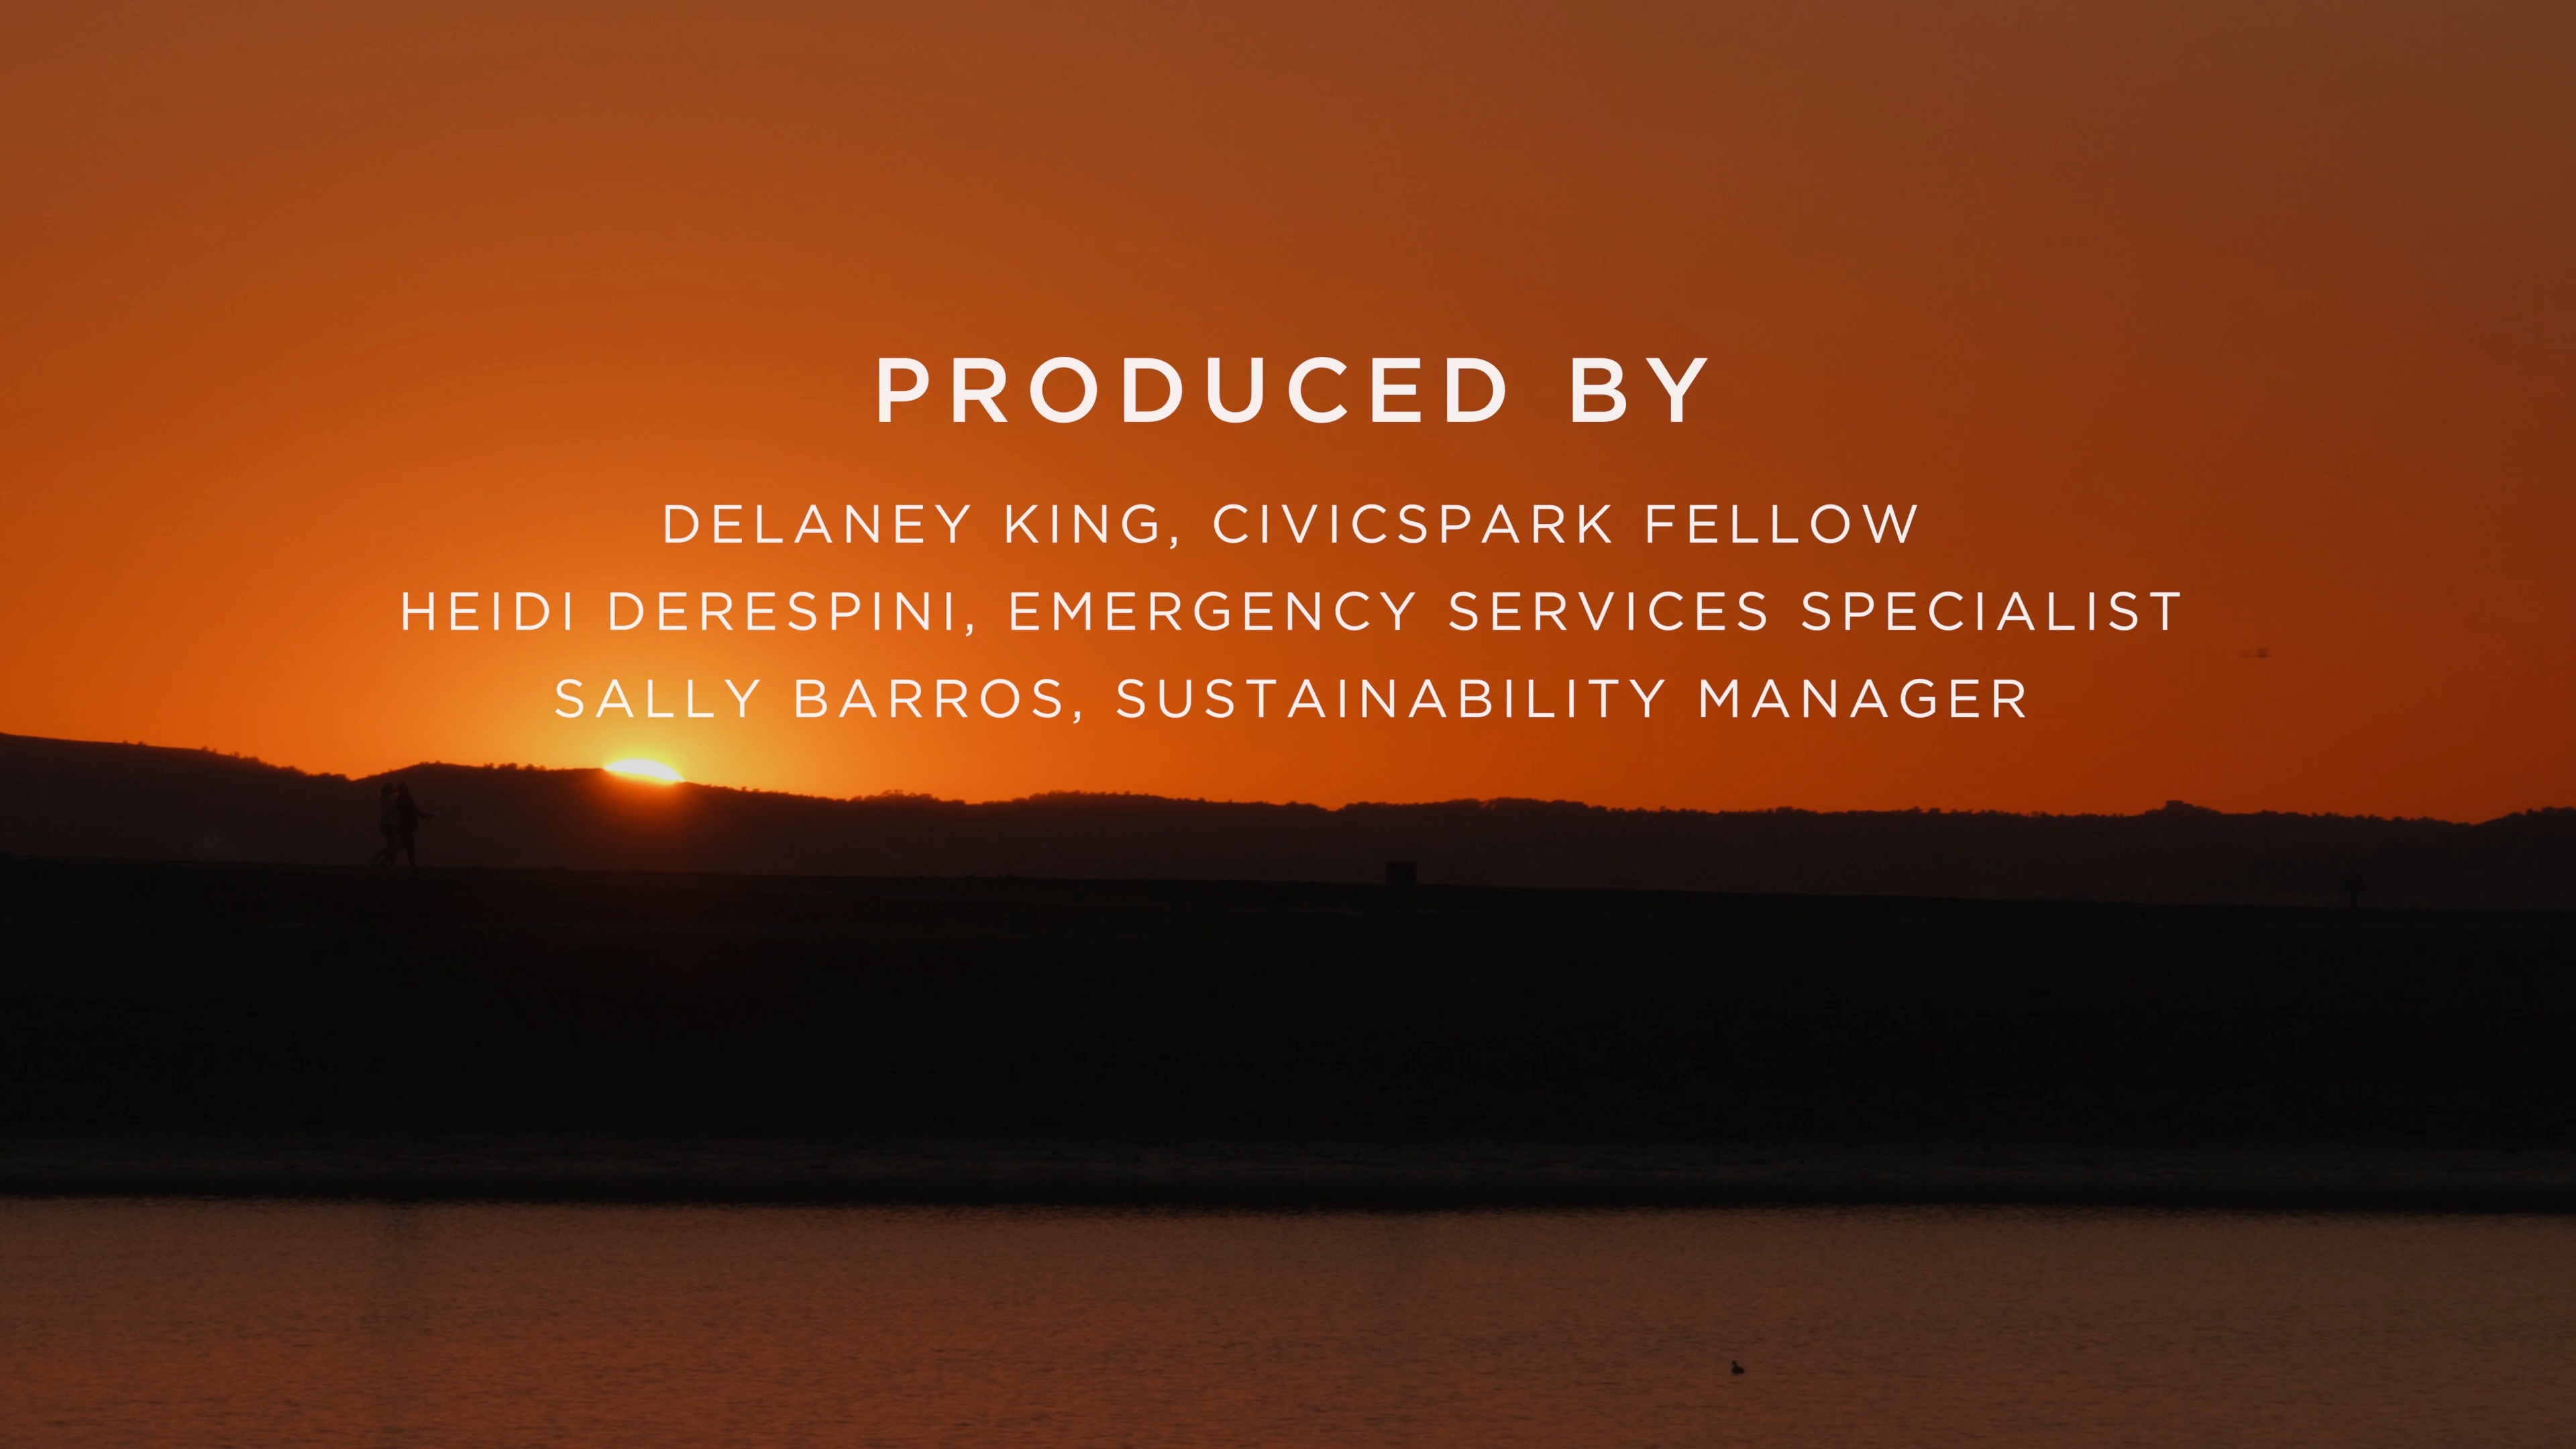 PRODUCED BY
DELANEY KING, CIVICSPARK FELLOW
HEIDI DERESPINI, EMERGENCY SERVICES SPECIALIST
SALLY BARROS, SUSTAINABILITY MANAGER